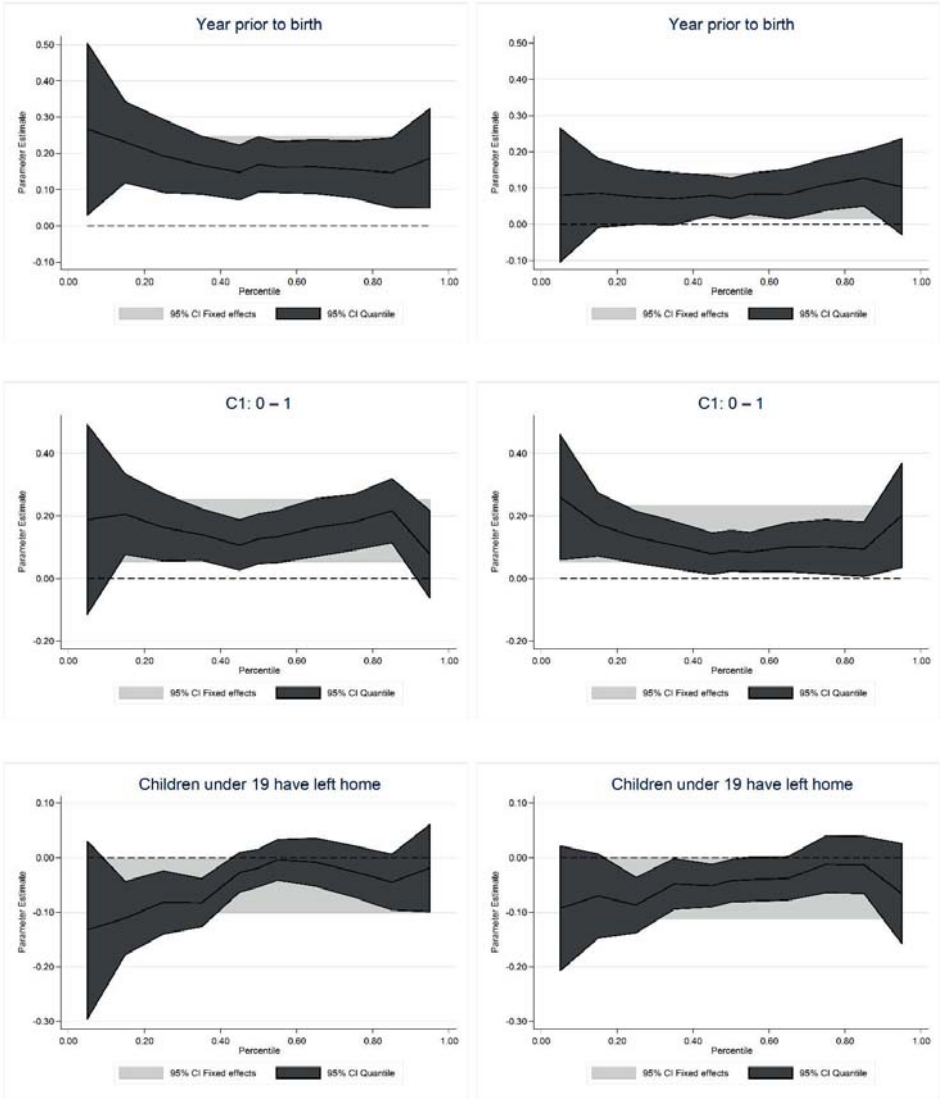 Year prior to birth
0.50
0.40
0.30
0.20
0.10
0.00
-0.10
Parameter Estimate
0.00 0.20 0.40 0.60 0.80 1.00
Percentile
95% CI Fixed effects 95% CI Quantile
Year prior to birth
0.50
0.40
0.30
0.20
0.10
0.00
-0.10
Parameter Estimate
0.00 0.20 0.40 0.60 0.80 1.00
Percentile
95% CI Fixed effects 95% CI Quantile
C1: 0 – 1
0.40
0.20
0.00
-0.20
Parameter Estimate
0.00 0.20 0.40 0.60 0.80 1.00
Percentile
95% CI Fixed effects 95% CI Quantile
C1: 0 – 1
0.40
0.20
0.00
-0.20
Parameter Estimate
0.00 0.20 0.40 0.60 0.80 1.00
Percentile
95% CI Fixed effects 95% CI Quantile
Children under 19 have left home
0.10
0.00
-0.10
-0.20
-0.30
Parameter Estimate
0.00 0.20 0.40 0.60 0.80 1.00
Percentile
95% CI Fixed effects 95% CI Quantile
Children under 19 have left home
0.10
0.00
-0.10
-0.20
-0.30
Parameter Estimate
0.00 0.20 0.40 0.60 0.80 1.00
Percentile
95% CI Fixed effects 95% CI Quantile